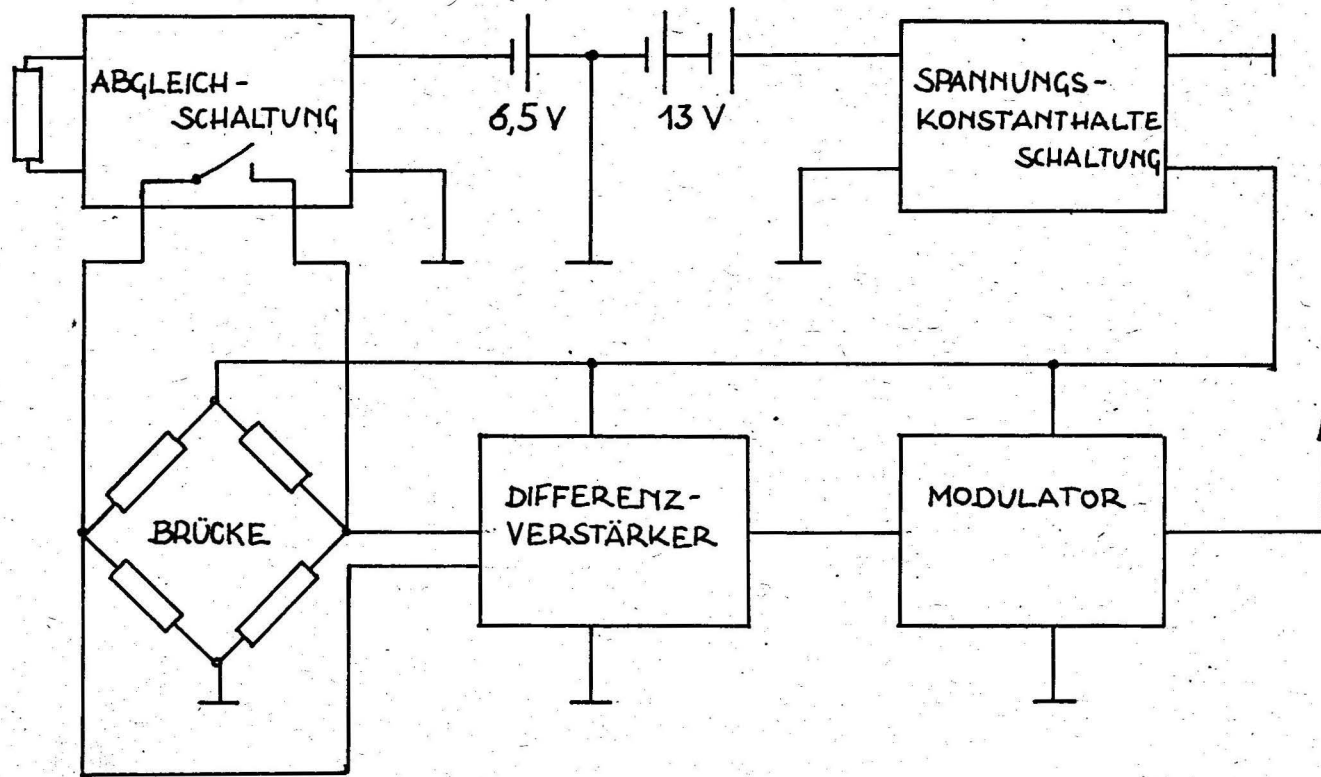 ABGLEICH-
SCHALTUNG
6,5 V
13 V
SPANNUNGS-
KONSTANTHALTE
SCHALTUNG
BRÜCKE
DIFFERENZ-
VERSTÄRKER
MODULATOR